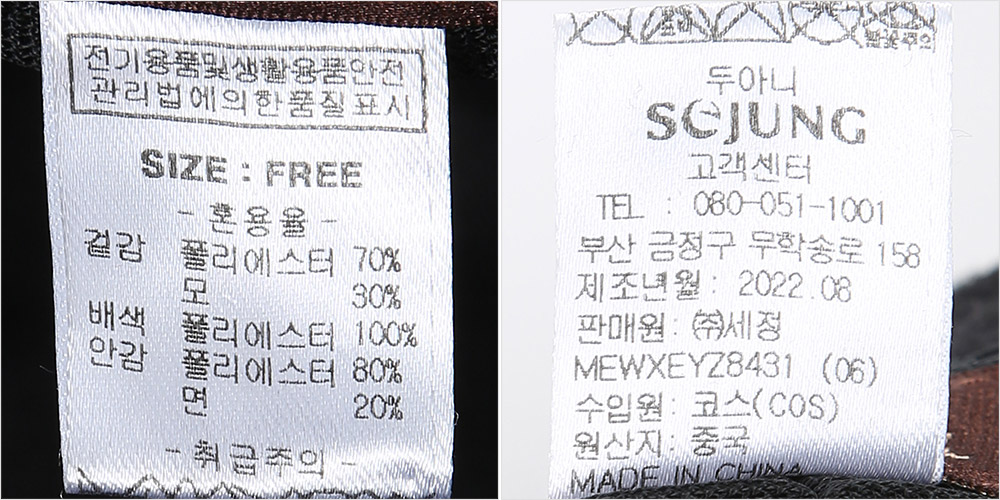 전기용품및생활용품안전
관리법에의한품질표시
SIZE : FREE
- 혼용율 -
겉감 폴리에스터 70%
모 30%
배색 폴리에스터 100%
안감 폴리에스터 80%
면 20%
- 취급주의 -
두아니
SEJUNG
고객센터
TEL : 080-051-1001
부산 금정구 무학송로 158
제조년월 : 2022.08
판매원 : ㈜세정
MEWXEYZ8431 (06)
수입원 : 코스(COS)
원산지: 중국
MADE IN CHINA